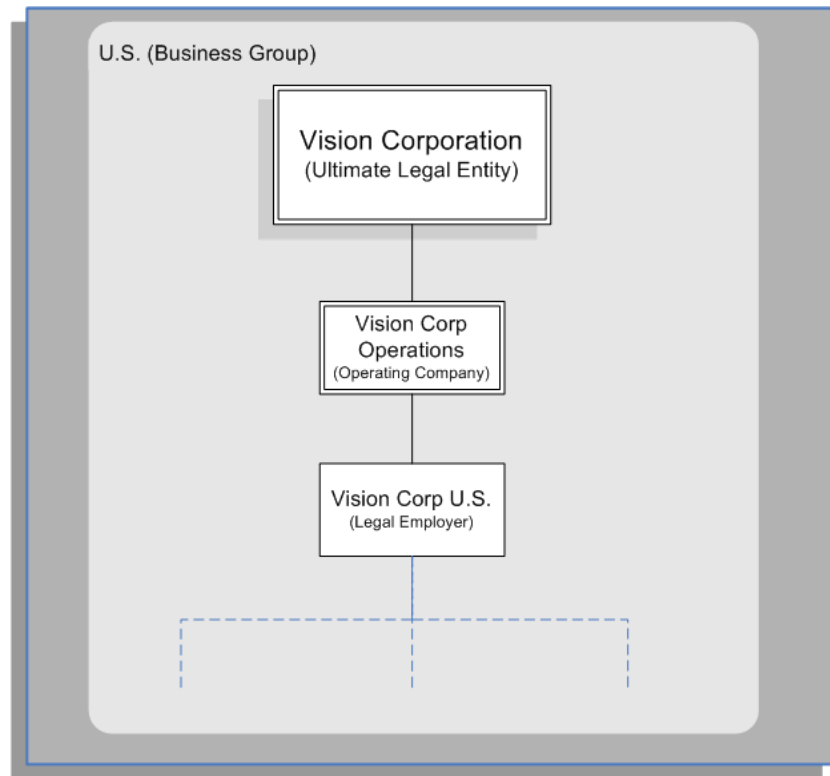 U.S. (Business Group)
Vision Corporation
(Ultimate Legal Entity)
Vision Corp
Operations
(Operating Company)
Vision Corp U.S.
(Legal Employer)